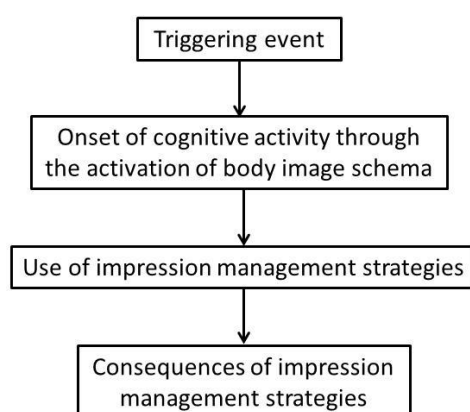 Triggering event
Onset of cognitive activity through
the activation of body image schema
Use of impression management strategies
Consequences of impression
management strategies